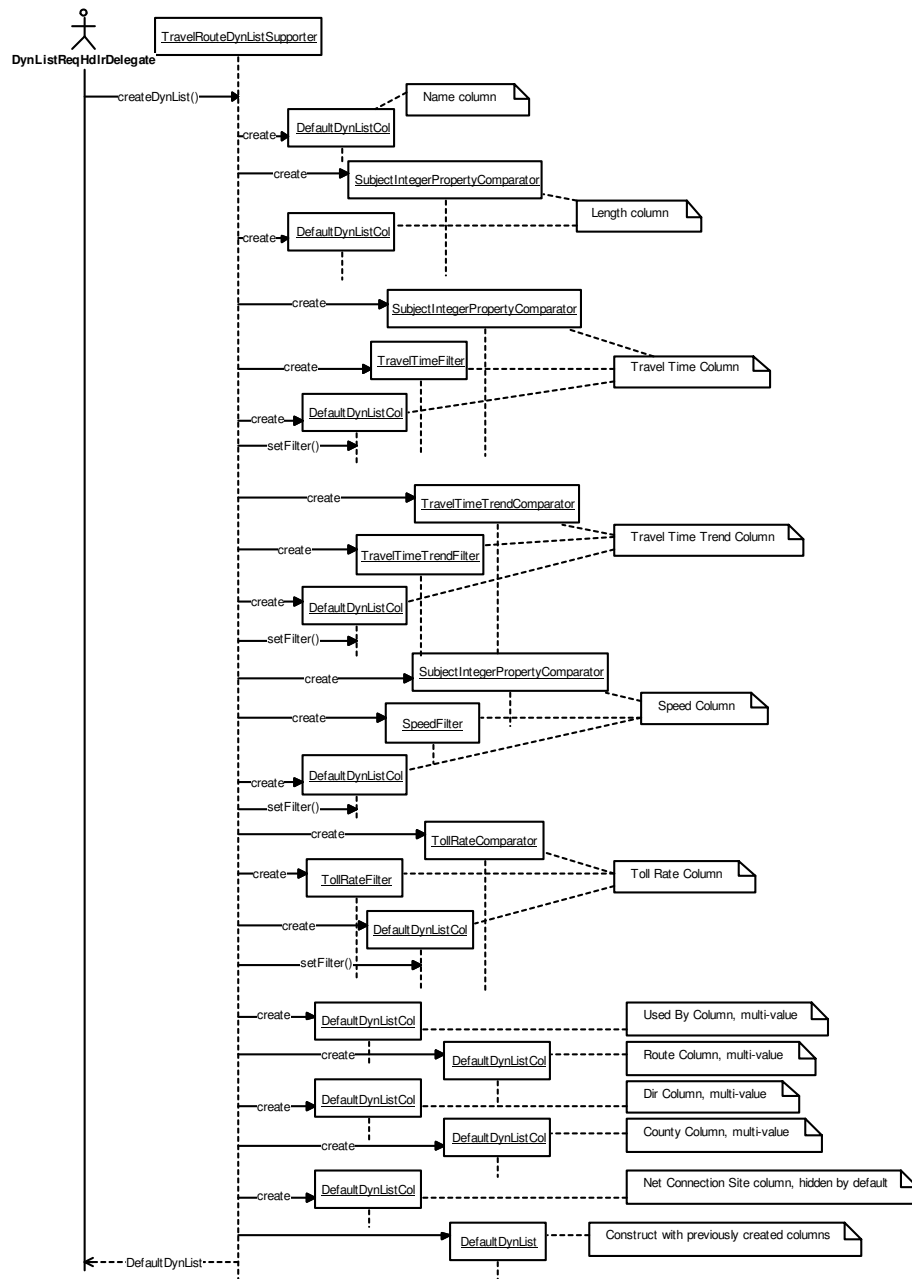 TravelRouteDynListSupporter
DynListReqHdlrDelegate
createDynList()
Name column
create
DefaultDynListCol
create
SubjectIntegerPropertyComparator
Length column
create
DefaultDynListCol
create
SubjectIntegerPropertyComparator
create
TravelTimeFilter
Travel Time Column
create
DefaultDynListCol
setFilter()
create
TravelTimeTrendComparator
Travel Time Trend Column
create
TravelTimeTrendFilter
create
DefaultDynListCol
setFilter()
create
SubjectIntegerPropertyComparator
Speed Column
create
SpeedFilter
create
DefaultDynListCol
setFilter()
create
TollRateComparator
create
TollRateFilter
Toll Rate Column
create
DefaultDynListCol
setFilter()
create
DefaultDynListCol
Used By Column, multi-value
create
DefaultDynListCol
Route Column, multi-value
create
DefaultDynListCol
Dir Column, multi-value
create
DefaultDynListCol
County Column, multi-value
create
DefaultDynListCol
Net Connection Site column, hidden by default
DefaultDynList
Construct with previously created columns
DefaultDynList